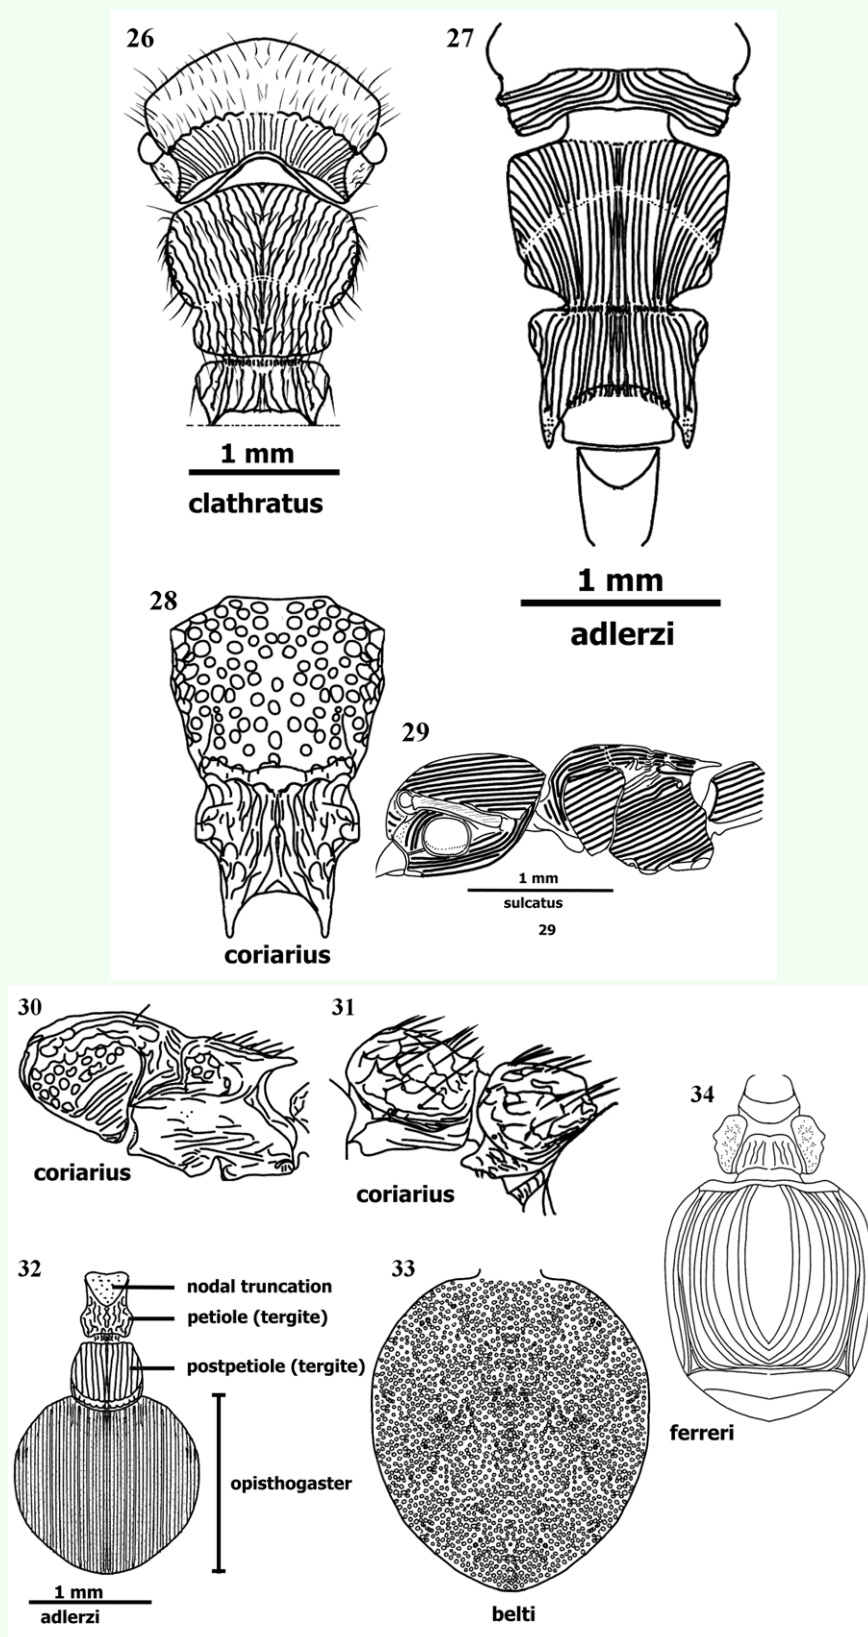 26
27
1 mm
clathratus
1 mm
adlerzi
28
29
1 mm
sulcatus
29
coriarius
30
31
34
coriarius
coriarius
32
33
nodal truncation
petiole (tergite)
postpetiole (tergite)
opisthogaster
ferreri
1 mm
adlerzi
belti